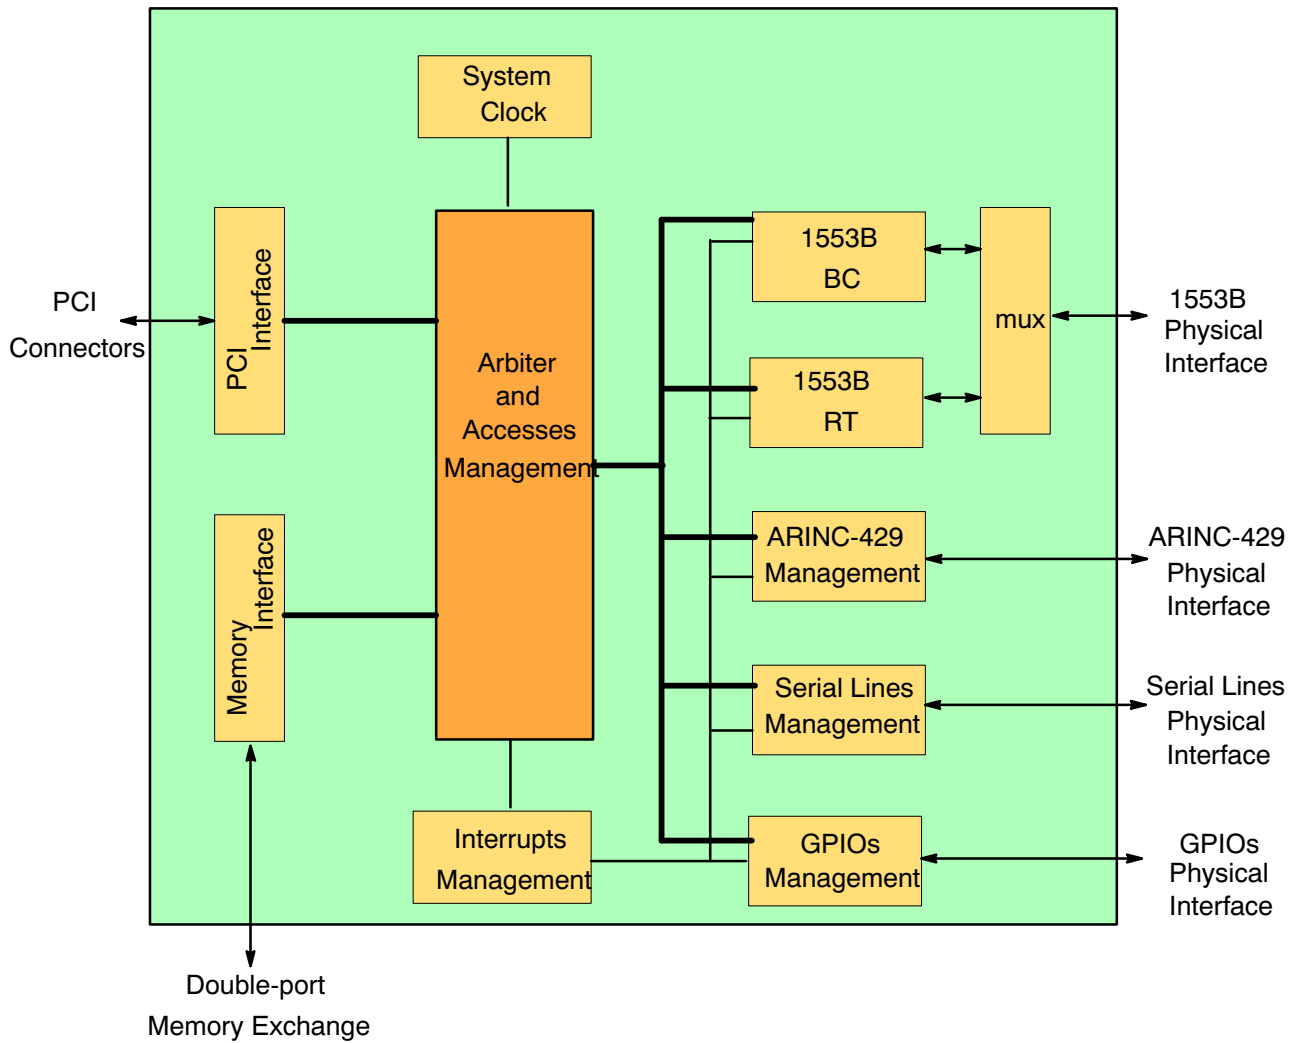 System
Clock
PCI
Connectors
PCI
Interface
Arbiter
and
Accesses
Management
1553B
BC
mux
1553B
Physical
Interface
1553B
RT
Memory
Interface
ARINC-429
Management
ARINC-429
Physical
Interface
Serial Lines
Management
Serial Lines
Physical
Interface
Interrupts
Management
GPIOs
Management
GPIOs
Physical
Interface
Double-port
Memory Exchange